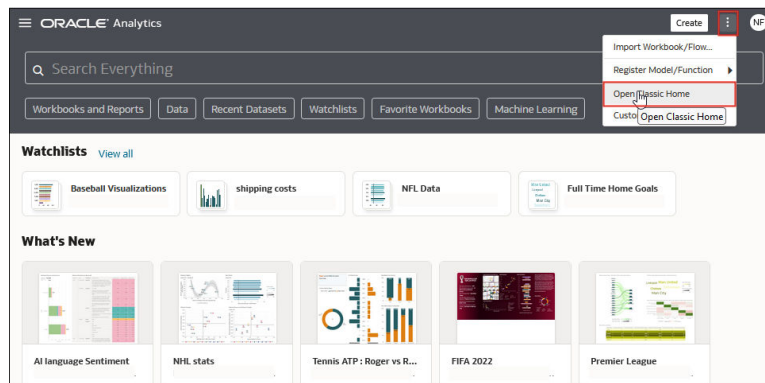 ORACLE Analytics
Create
NF
Import Workbook/Flow...
Search Everything
Register Model/Function
Open Classic Home
Workbooks and Reports
Data
Recent Datasets
Watchlists
Favorite Workbooks
Machine Learning
Custo
Open Classic Home
Watchlists View all
Baseball Visualizations
shipping costs
NFL Data
Full Time Home Goals
What's New
AI language Sentiment
NHL stats
Tennis ATP : Roger vs R...
FIFA 2022
Premier League